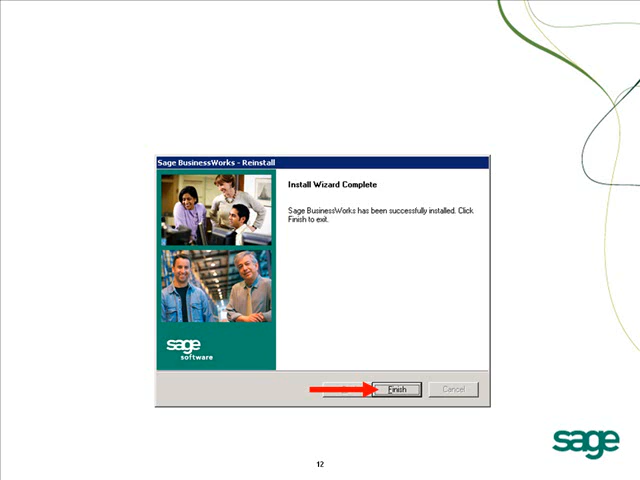 Sage BusinessWorks - Reinstall
Install Wizard Complete
Sage BusinessWorks has been successfully installed. Click
Finish to exit.
sage
software
Finish
Cancel
sage
12